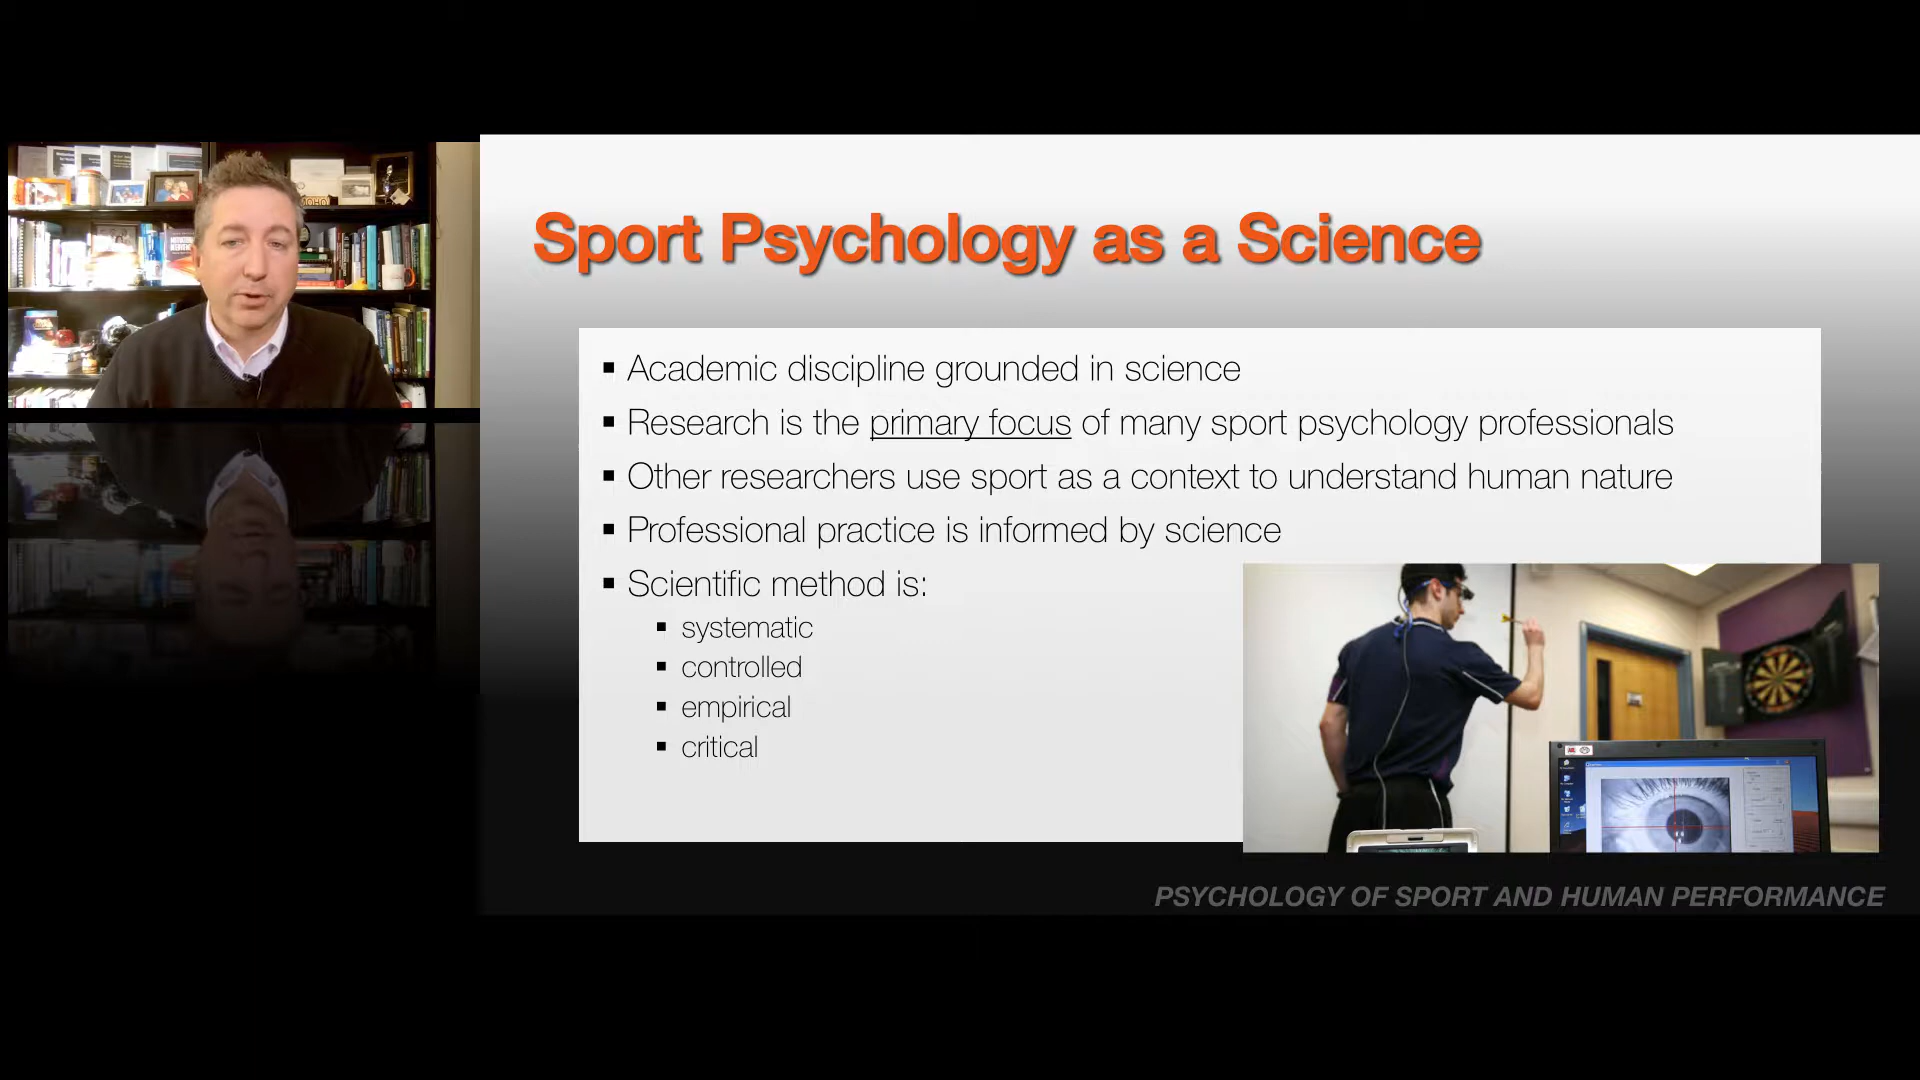 Sport Psychology as a Science
▪ Academic discipline grounded in science
▪ Research is the primary focus of many sport psychology professionals
▪ Other researchers use sport as a context to understand human nature
▪ Professional practice is informed by science
▪ Scientific method is:
▪ systematic
▪ controlled
▪ empirical
▪ critical
PSYCHOLOGY OF SPORT AND HUMAN PERFORMANCE